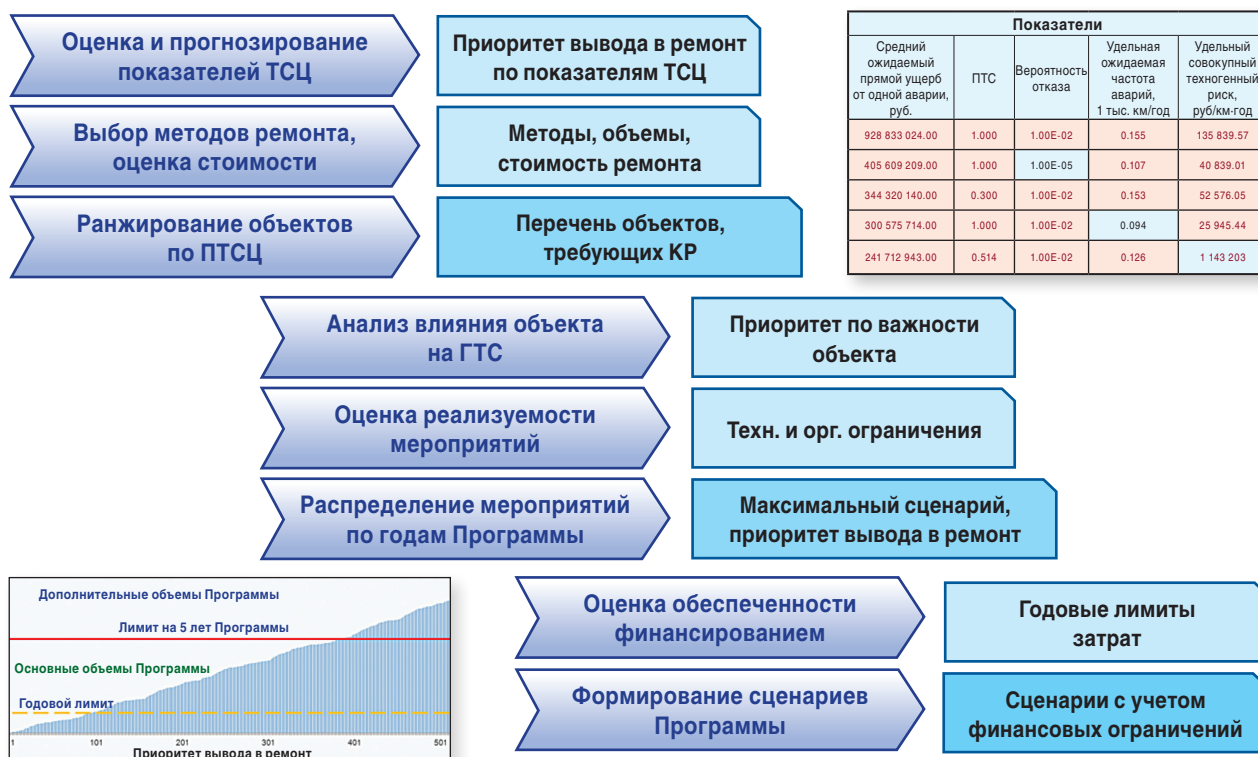 Оценка и прогнозирование
показателей ТСЦ
Приоритет вывода в ремонт
по показателям ТСЦ
Выбор методов ремонта,
оценка стоимости
Методы, объемы,
стоимость ремонта
Ранжирование объектов
по ПТСЦ
Перечень объектов,
требующих КР
Показатели
Средний
ожидаемый
прямой ущерб
от одной аварии,
руб.
ПТС
Вероятность
отказа
Удельная
ожидаемая
частота
аварий,
1 тыс. км/год
Удельный
совокупный
техногенный
риск,
руб/км-год
928 833 024.00 1.000 1.00E-02 0.155 135 839.57
405 609 209.00 1.000 1.00E-05 0.107 40 839.01
344 320 140.00 0.300 1.00E-02 0.153 52 576.05
300 575 714.00 1.000 1.00E-02 0.094 25 945.44
241 712 943.00 0.514 1.00E-02 0.126 1 143 203
Анализ влияния объекта
на ГТС
Приоритет по важности
объекта
Оценка реализуемости
мероприятий
Техн. и орг. ограничения
Распределение мероприятий
по годам Программы
Максимальный сценарий,
приоритет вывода в ремонт
Дополнительные объемы Программы
Лимит на 5 лет Программы
Основные объемы Программы
Годовой лимит
1 101 201 301 401 501
Приоритет вывода в ремонт
Оценка обеспеченности
финансированием
Годовые лимиты
затрат
Формирование сценариев
Программы
Сценарии с учетом
финансовых ограничений